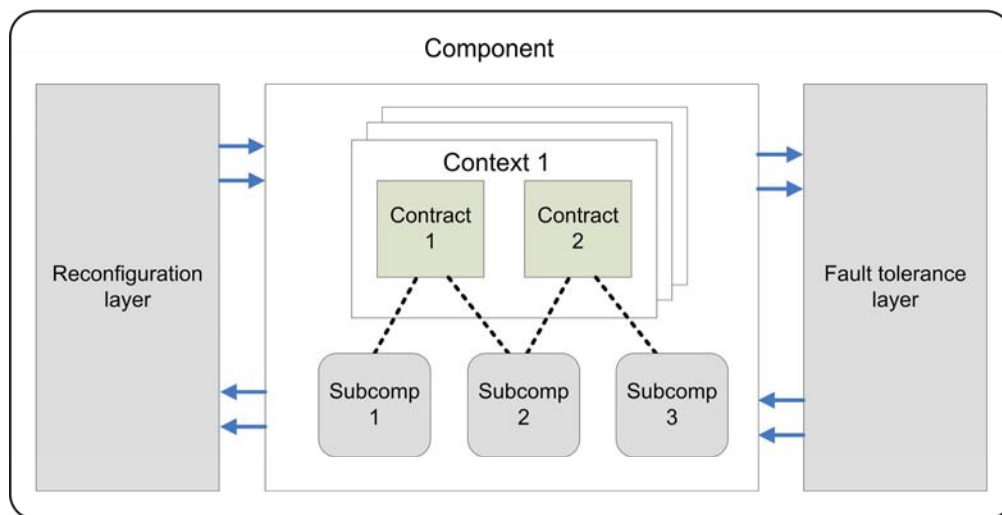 Component
Context 1
Contract
1
Contract
2
Reconfiguration
layer
Fault tolerance
layer
Subcomp
1
Subcomp
2
Subcomp
3